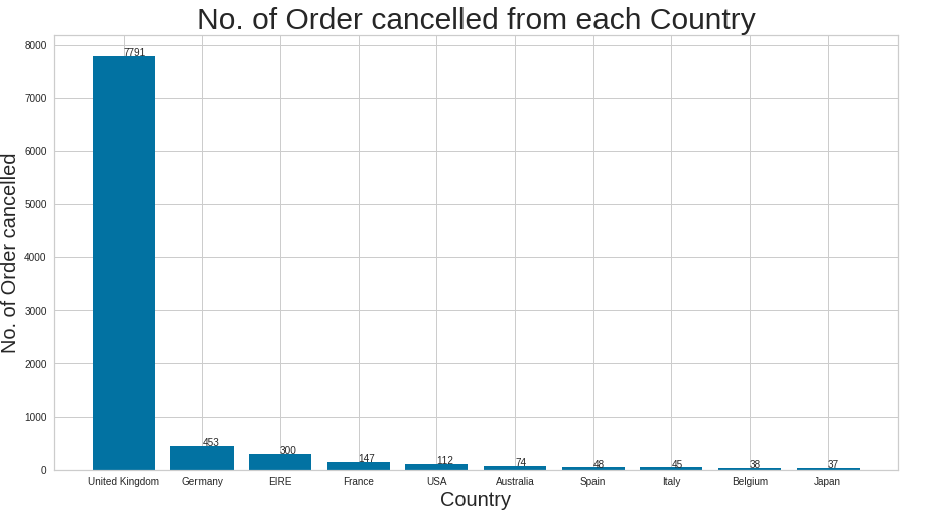 No. of Order cancelled from each Country
No. of Order cancelled
8000
7000
6000
5000
4000
3000
2000
1000
0
7791
453
300
147
112
74
48
45
38
37
United Kingdom
Germany
EIRE
France
USA
Australia
Spain
Italy
Belgium
Japan
Country